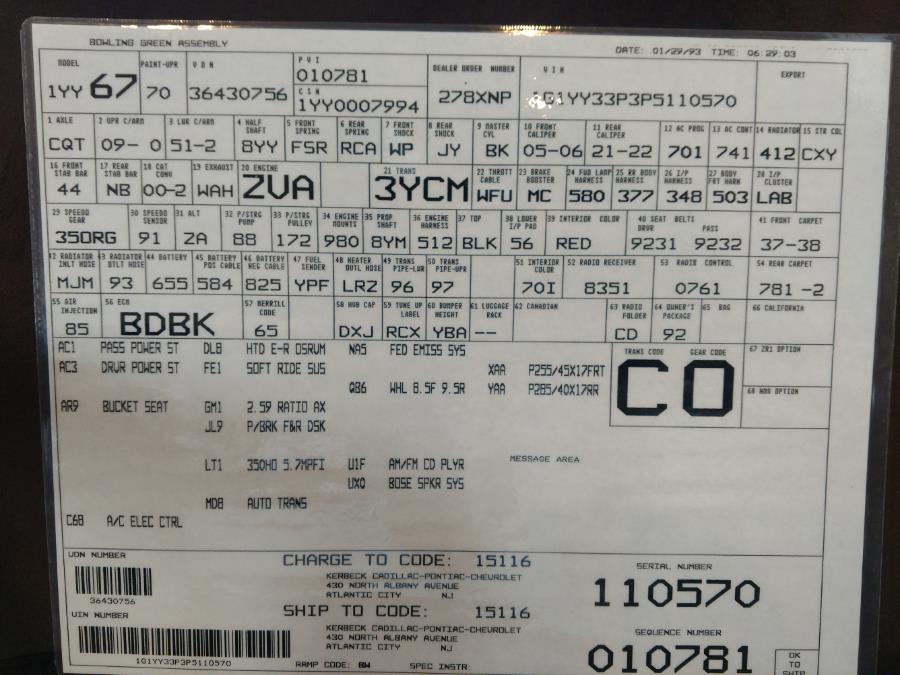 BOWLING GREEN ASSEMBLY DATE: 01/29/93 TIME: 06:29:03
MODEL 1YY 67 PAINT-UPR 70 VDN 36430756 PVI 010781 CSN 1YY0007994 DEALER ORDER NUMBER 278XNP VIN 1G1YY33P3P5110570 EXPORT
1 AXLE 2 UPR C/ARM 3 LWR C/ARM 4 HALF SHAFT 5 FRONT SPRING 6 REAR SPRING 7 FRONT SHOCK 8 REAR SHOCK 9 MASTER CYL 10 FRONT CALIPER 11 REAR CALIPER 12 AC PROG 13 AC CONT 14 RADIATOR 15 STR COL
CQT 09- 0 51-2 8YY FSR RCA WP JY BK 05-06 21-22 701 741 412 CXY
16 FRONT STAB BAR 17 REAR STAB BAR 18 CAT CONV 19 EXHAUST 20 ENGINE 21 TRANS 22 THROTT CABLE 23 BRAKE BOOSTER 24 FWD LAMP HARNESS 25 RR BODY HARNESS 26 I/P HARNESS 27 BODY FRT HARN 28 I/P CLUSTER
44 NB 00-2 WAH ZVA 3YCM WFU MC 580 377 348 503 LAB
29 SPEEDO GEAR 30 SPEEDO SENSOR 31 ALT 32 P/STRG PUMP 33 P/STRG PULLEY 34 ENGINE MOUNTS 35 PROP SHAFT 36 ENGINE HARNESS 37 TOP 38 LOWER I/P PAD 39 INTERIOR COLOR 40 SEAT BELTS DRVR PASS 41 FRONT CARPET
350RG 91 ZA 88 172 980 8YM 512 BLK 56 RED 9231 9232 37-38
42 RADIATOR INLT HOSE 43 RADIATOR OTLT HOSE 44 BATTERY 45 BATTERY POS CABLE 46 BATTERY NEG CABLE 47 FUEL SENDER 48 HEATER OUTL HOSE 49 TRANS PIPE-LWR 50 TRANS PIPE-UPR 51 INTERIOR COLOR 52 RADIO RECEIVER 53 RADIO CONTROL 54 REAR CARPET
MJM 93 655 584 825 YPF LRZ 96 97 70I 8351 0761 781 -2
55 AIR INJECTION 56 ECM 57 MERRILL CODE 58 HUB CAP 59 TUNE UP LABEL 60 BUMPER HEIGHT 61 LUGGAGE RACK 62 CANADIAN 63 RADIO FOLDER 64 OWNER'S PACKAGE 65 BAG 66 CALIFORNIA
85 BDBK 65 DXJ RCX YBA -- CD 92
AC1 PASS POWER ST DL8 HTD E-R OSRVM NA5 FED EMISS SYS TRANS CODE GEAR CODE 67 ZR1 OPTION
AC3 DRVR POWER ST FE1 SOFT RIDE SUS XAA P255/45X17FRT CO
QB6 WHL 8.5F 9.5R YAA P285/40X17RR 68 OPTION
AR9 BUCKET SEAT GM1 2.59 RATIO AX
JL9 P/BRK F&R DSK
LT1 350HO 5.7MPFI U1F AM/FM CD PLYR MESSAGE AREA
UX0 BOSE SPKR SYS
MD8 AUTO TRANS
C68 A/C ELEC CTRL
VDN NUMBER CHARGE TO CODE: 15116 SERIAL NUMBER
KERBECK CADILLAC-PONTIAC-CHEVROLET
430 NORTH ALBANY AVENUE
ATLANTIC CITY NJ
36430756 110570
VIN NUMBER SHIP TO CODE: 15116
KERBECK CADILLAC-PONTIAC-CHEVROLET SEQUENCE NUMBER
430 NORTH ALBANY AVENUE
ATLANTIC CITY NJ 010781
1G1YY33P3P5110570 RAMP CODE: BW SPEC INSTR: OK TO SHIP